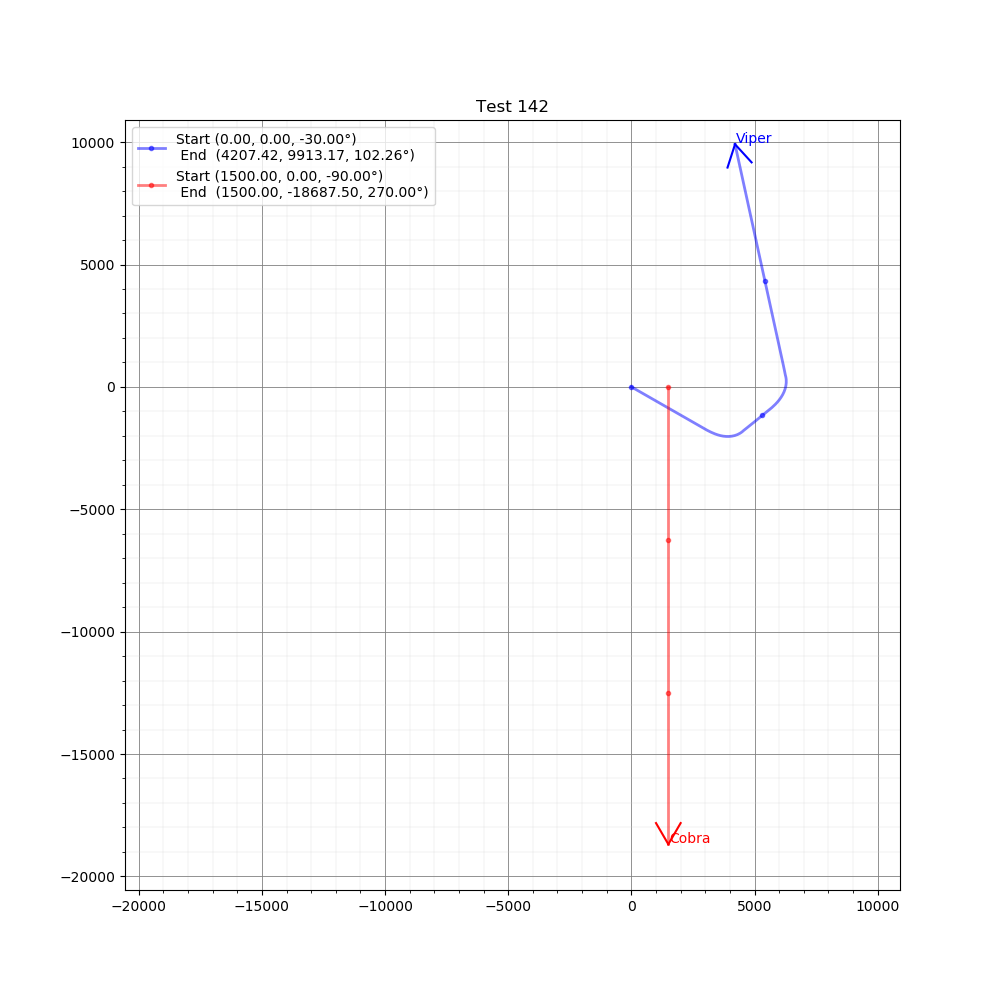 Test 142
Start (0.00, 0.00, -30.00°)
End  (4207.42, 9913.17, 102.26°)
Start (1500.00, 0.00, -90.00°)
End  (1500.00, -18687.50, 270.00°)
Viper
Cobra
10000
5000
0
−5000
−10000
−15000
−20000
−20000 −15000 −10000 −5000 0 5000 10000